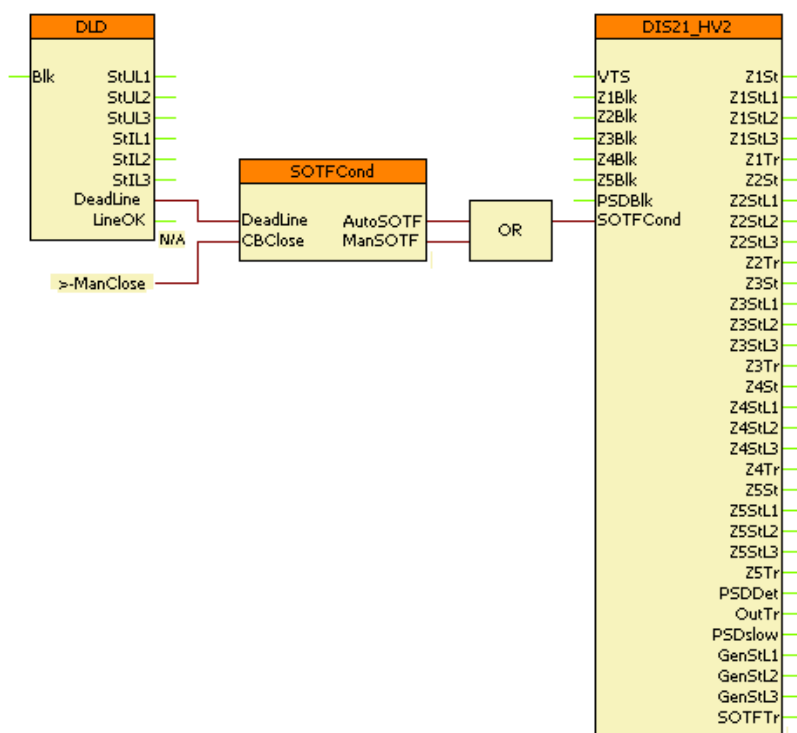 DLD
Blk
StUL1
StUL2
StUL3
StIL1
StIL2
StIL3
DeadLine
LineOK
N/A
>-ManClose
SOTFCond
DeadLine AutoSOTF
CBClose ManSOTF
OR
DIS21_HV2
VTS Z1St
Z1Blk Z1StL1
Z2Blk Z1StL2
Z3Blk Z1StL3
Z4Blk Z1Tr
Z5Blk Z2St
PSDBlk Z2StL1
SOTFCond Z2StL2
Z2StL3
Z2Tr
Z3St
Z3StL1
Z3StL2
Z3StL3
Z3Tr
Z4St
Z4StL1
Z4StL2
Z4StL3
Z4Tr
Z5St
Z5StL1
Z5StL2
Z5StL3
Z5Tr
PSDDet
OutTr
PSDslow
GenStL1
GenStL2
GenStL3
SOTFTr